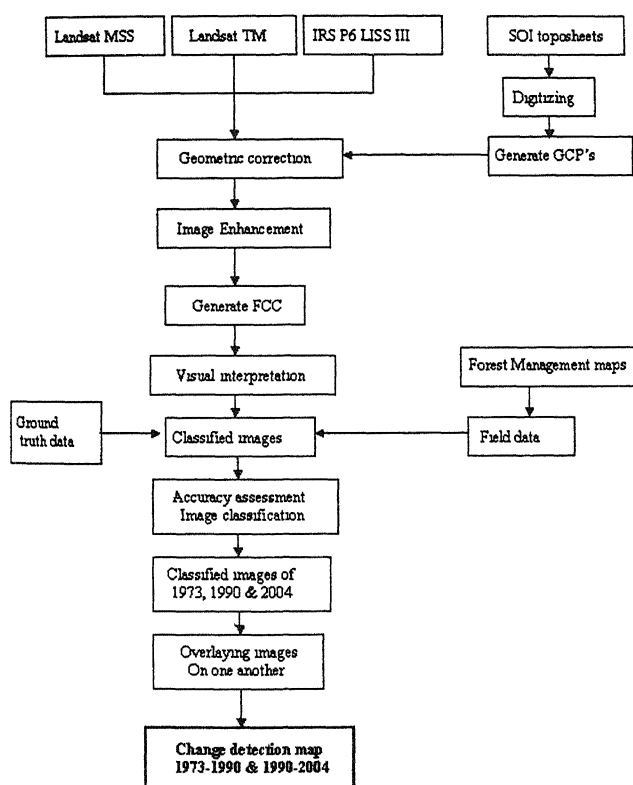 Landsat MSS
Landsat TM
IRS P6 LISS III
SOI toposheets
Digitizing
Geometric correction
Generate GCP's
Image Enhancement
Generate FCC
Visual interpretation
Forest Management maps
Ground
truth data
Classified images
Field data
Accuracy assessment
Image classification
Classified images of
1973, 1990 & 2004
Overlaying images
On one another
Change detection map
1973-1990 & 1990-2004